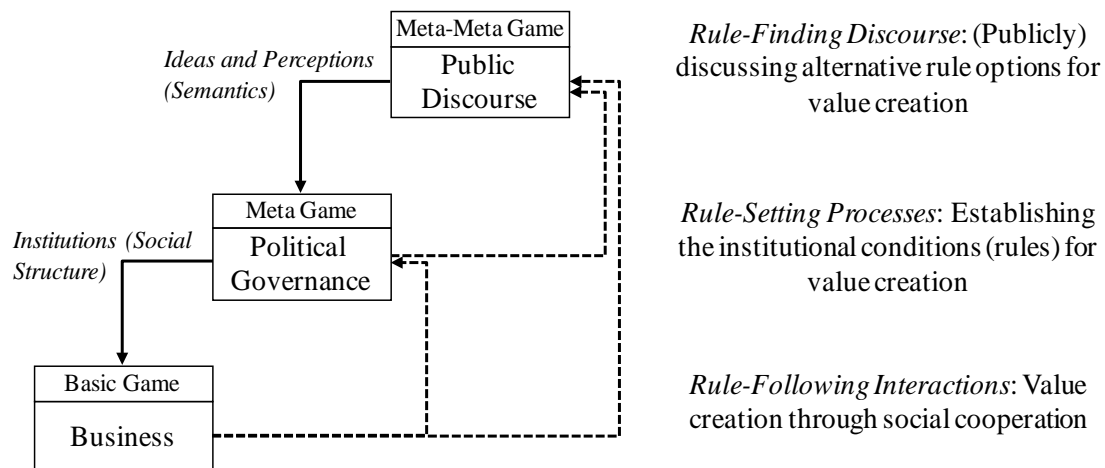 Meta-Meta Game
Public
Discourse
Ideas and Perceptions
(Semantics)
Rule-Finding Discourse: (Publicly)
discussing alternative rule options for
value creation
Meta Game
Political
Governance
Institutions (Social
Structure)
Rule-Setting Processes: Establishing
the institutional conditions (rules) for
value creation
Basic Game
Business
Rule-Following Interactions: Value
creation through social cooperation